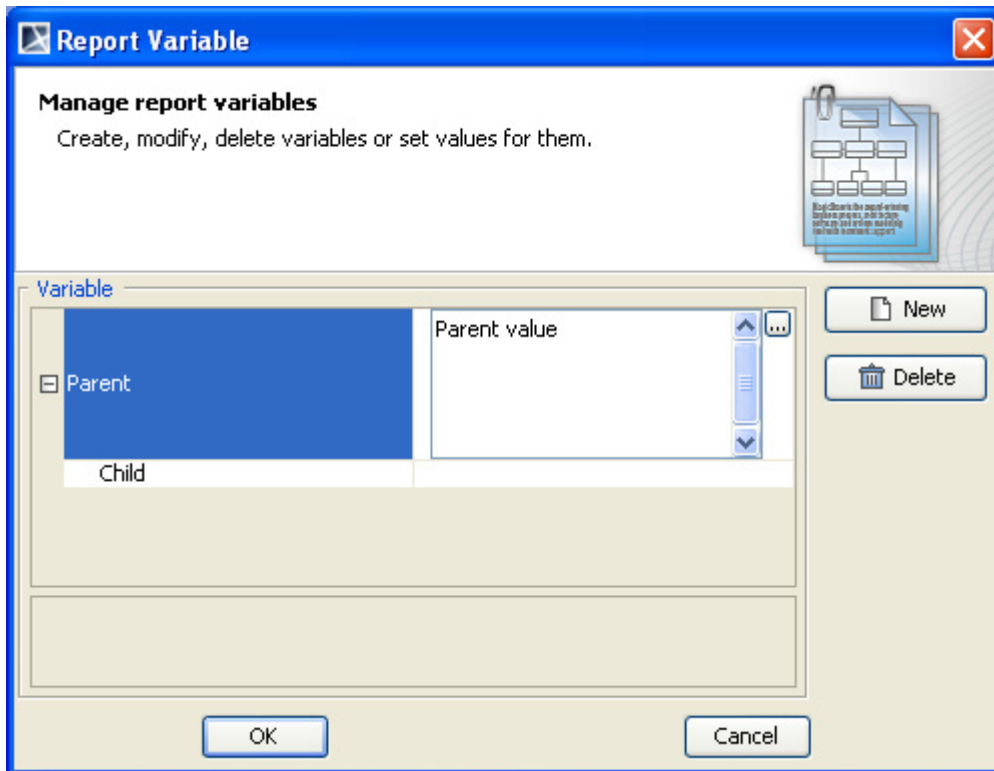 Report Variable
Manage report variables
Create, modify, delete variables or set values for them.
Variable
Parent
Parent value
...
Child
New
Delete
OK
Cancel